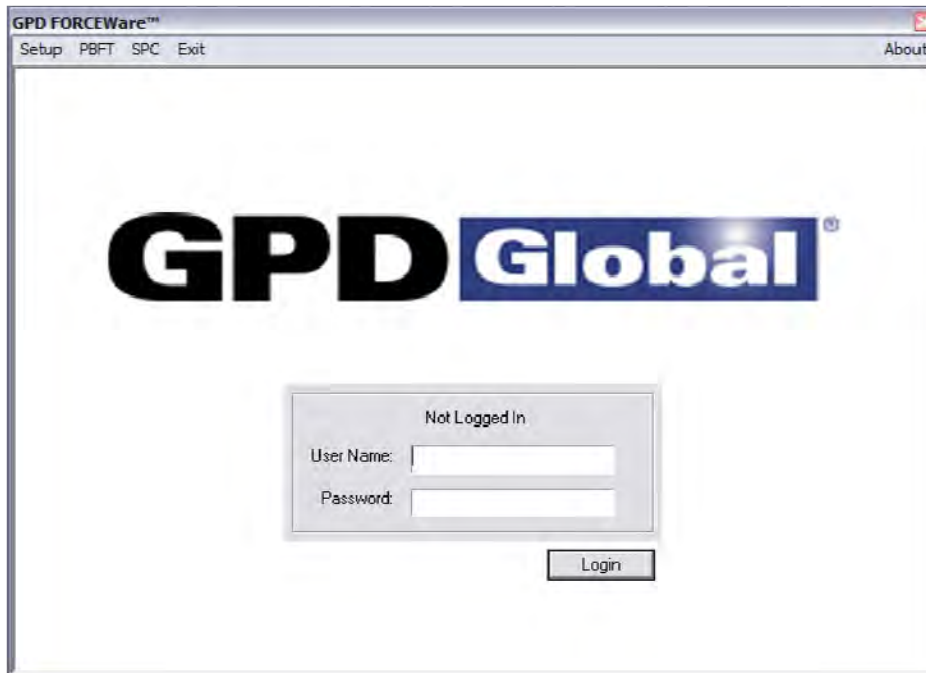 GPD FORCEWare™
Setup PBFT SPC Exit About
GPD Global®
Not Logged In
User Name:
Password:
Login